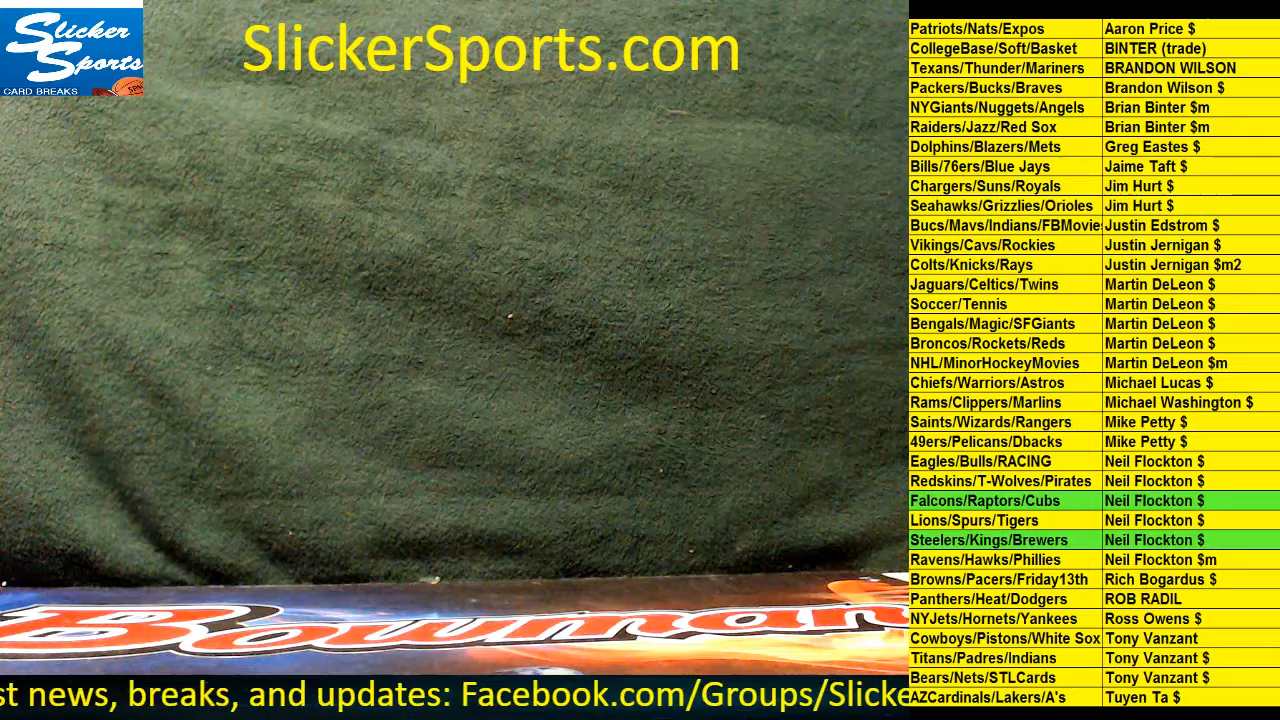 Slicker
Sports
CARD BREAKS
SlickerSports.com
Patriots/Nats/Expos Aaron Price $
CollegeBase/Soft/Basket BINTER (trade)
Texans/Thunder/Mariners BRANDON WILSON
Packers/Bucks/Braves Brandon Wilson $
NYGiants/Nuggets/Angels Brian Binter $m
Raiders/Jazz/Red Sox Brian Binter $m
Dolphins/Blazers/Mets Greg Eastes $
Bills/76ers/Blue Jays Jaime Taft $
Chargers/Suns/Royals Jim Hurt $
Seahawks/Grizzlies/Orioles Jim Hurt $
Bucs/Mavs/Indians/FBMovie Justin Edstrom $
Vikings/Cavs/Rockies Justin Jernigan $
Colts/Knicks/Rays Justin Jernigan $m2
Jaguars/Celtics/Twins Martin DeLeon $
Soccer/Tennis Martin DeLeon $
Bengals/Magic/SFGiants Martin DeLeon $
Broncos/Rockets/Reds Martin DeLeon $
NHL/MinorHockeyMovies Martin DeLeon $m
Chiefs/Warriors/Astros Michael Lucas $
Rams/Clippers/Marlins Michael Washington $
Saints/Wizards/Rangers Mike Petty $
49ers/Pelicans/Dbacks Mike Petty $
Eagles/Bulls/RACING Neil Flockton $
Redskins/T-Wolves/Pirates Neil Flockton $
Falcons/Raptors/Cubs Neil Flockton $
Lions/Spurs/Tigers Neil Flockton $
Steelers/Kings/Brewers Neil Flockton $
Ravens/Hawks/Phillies Neil Flockton $m
Browns/Pacers/Friday13th Rich Bogardus $
Panthers/Heat/Dodgers ROB RADIL
NYJets/Hornets/Yankees Ross Owens $
Cowboys/Pistons/White Sox Tony Vanzant
Titans/Padres/Indians Tony Vanzant $
Bears/Nets/STLCards Tony Vanzant $
AZCardinals/Lakers/A's Tuyen Ta $
Bowman
st news, breaks, and updates: Facebook.com/Groups/Slicke